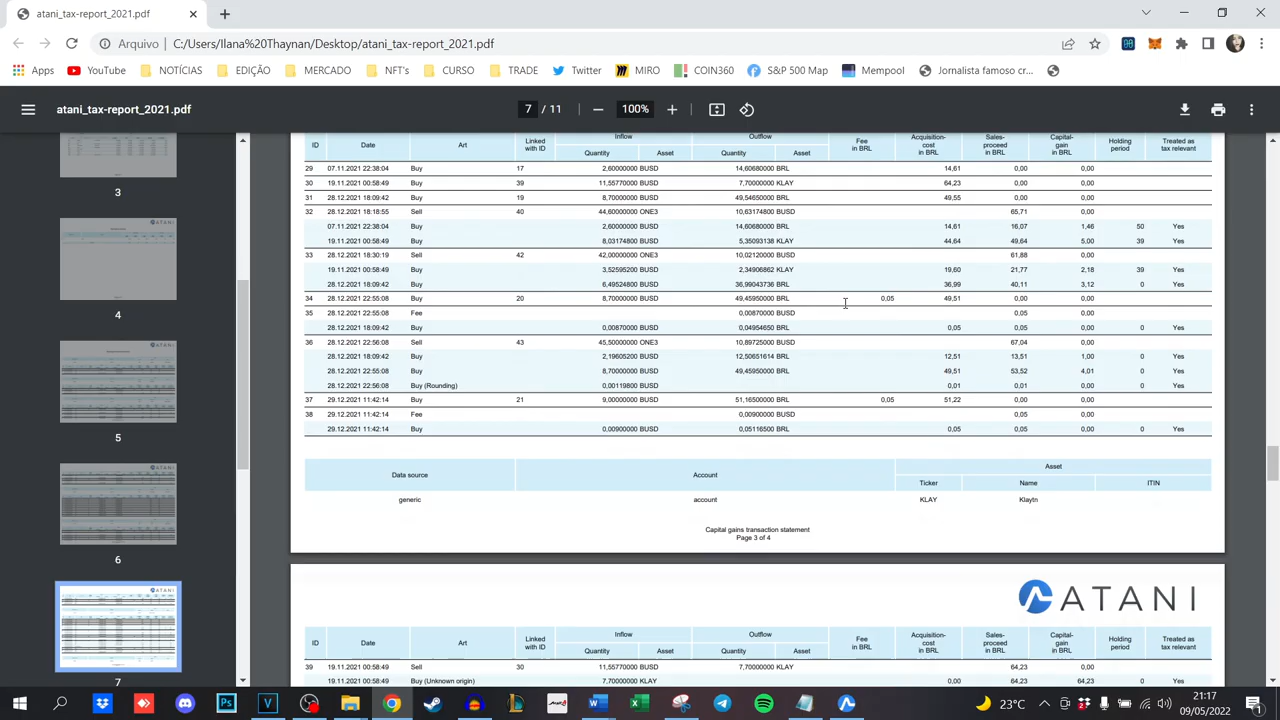 atani_tax-report_2021.pdf
Arquivo C:/Users/Ilana%20Thaynan/Desktop/atani_tax-report_2021.pdf
Apps YouTube NOTÍCIAS EDIÇÃO MERCADO NFT's CURSO TRADE Twitter MIRO COIN360 S&P 500 Map Mempool Jornalista famoso cr...
atani_tax-report_2021.pdf 7 / 11 100%
3
4
5
6
7
ID Date Art Linked with ID Inflow Quantity Asset Outflow Quantity Asset Fee in BRL Acquisition-cost in BRL Sales-proceed in BRL Capital-gain in BRL Holding period Treated as tax relevant
29 07.11.2021 22:38:04 Buy 17 2,60000000 BUSD 14,60680000 BRL 14,61 0,00 0,00
30 19.11.2021 00:58:49 Buy 39 11,55770000 BUSD 7,70000000 KLAY 64,23 0,00 0,00
31 28.12.2021 18:09:42 Buy 19 8,70000000 BUSD 49,54650000 BRL 49,55 0,00 0,00
32 28.12.2021 18:18:55 Sell 40 44,60000000 ONE3 10,63174800 BUSD 65,71 0,00
07.11.2021 22:38:04 Buy 2,60000000 BUSD 14,60680000 BRL 14,61 16,07 1,46 50 Yes
19.11.2021 00:58:49 Buy 8,03174800 BUSD 5,35093138 KLAY 44,64 49,64 5,00 39 Yes
33 28.12.2021 18:30:19 Sell 42 42,00000000 ONE3 10,02120000 BUSD 61,88 0,00
19.11.2021 00:58:49 Buy 3,52595200 BUSD 2,34906862 KLAY 19,60 21,77 2,18 39 Yes
28.12.2021 18:09:42 Buy 6,49524800 BUSD 36,99043736 BRL 36,99 40,11 3,12 0 Yes
34 28.12.2021 22:55:08 Buy 20 8,70000000 BUSD 49,45950000 BRL 0,05 49,51 0,00 0,00
35 28.12.2021 22:55:08 Fee 0,00870000 BUSD 0,05 0,00
28.12.2021 18:09:42 Buy 0,00870000 BUSD 0,04954650 BRL 0,05 0,05 0,00 0 Yes
36 28.12.2021 22:56:08 Sell 43 45,50000000 ONE3 10,89725000 BUSD 67,04 0,00
28.12.2021 18:09:42 Buy 2,19605200 BUSD 12,50651614 BRL 12,51 13,51 1,00 0 Yes
28.12.2021 22:55:08 Buy 8,70000000 BUSD 49,45950000 BRL 49,51 53,52 4,01 0 Yes
28.12.2021 22:56:08 Buy (Rounding) 0,00119800 BUSD 0,01 0,01 0,00 0 Yes
37 29.12.2021 11:42:14 Buy 21 9,00000000 BUSD 51,16500000 BRL 0,05 51,22 0,00 0,00
38 29.12.2021 11:42:14 Fee 0,00900000 BUSD 0,05 0,00
29.12.2021 11:42:14 Buy 0,00900000 BUSD 0,05116500 BRL 0,05 0,05 0,00 0 Yes
Data source Account Asset
Ticker Name ITIN
generic account KLAY Klaytn
Capital gains transaction statement
Page 3 of 4
ATANI
ID Date Art Linked with ID Inflow Quantity Asset Outflow Quantity Asset Fee in BRL Acquisition-cost in BRL Sales-proceed in BRL Capital-gain in BRL Holding period Treated as tax relevant
39 19.11.2021 00:58:49 Sell 30 11,55770000 BUSD 7,70000000 KLAY 64,23 0,00
19.11.2021 00:58:49 Buy (Unknown origin) 7,70000000 KLAY 0,00 64,23 64,23 0 Yes
23°C 21:17
09/05/2022